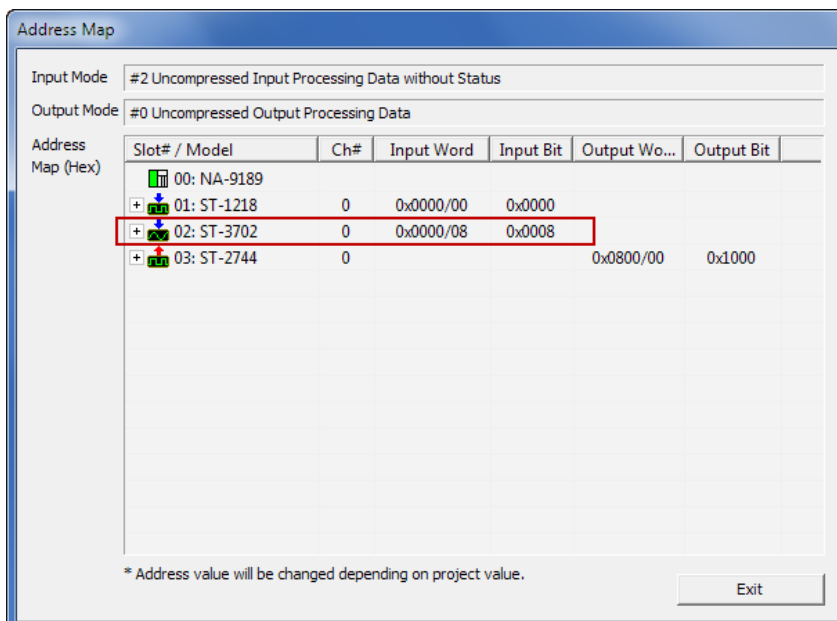 Address Map
Input Mode #2 Uncompressed Input Processing Data without Status
Output Mode #0 Uncompressed Output Processing Data
Address Map (Hex)
Slot# / Model Ch# Input Word Input Bit Output Wo... Output Bit
00: NA-9189
01: ST-1218 0 0x0000/00 0x0000
02: ST-3702 0 0x0000/08 0x0008
03: ST-2744 0 0x0800/00 0x1000
* Address value will be changed depending on project value.
Exit